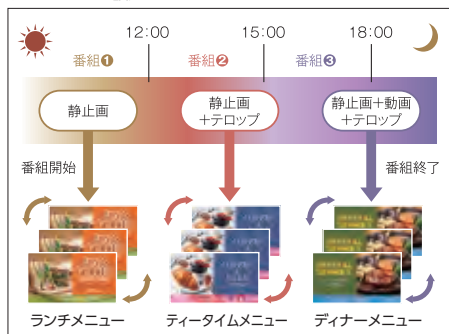 12:00
15:00
18:00
番組❶
番組❷
番組❸
静止画
静止画
+テロップ
静止画+動画
+テロップ
番組開始
番組終了
ランチメニュー
ティータイムメニュー
ディナーメニュー